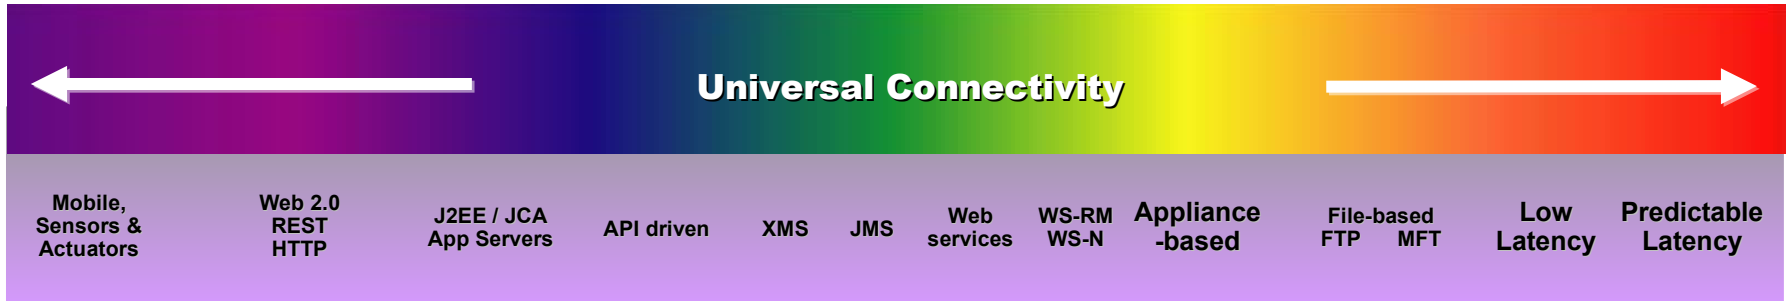 Universal Connectivity
Mobile,
Sensors &
Actuators
Web 2.0
REST
HTTP
J2EE / JCA
App Servers
API driven
XMS
JMS
Web
services
WS-RM
WS-N
Appliance
-based
File-based
FTP MFT
Low
Latency
Predictable
Latency